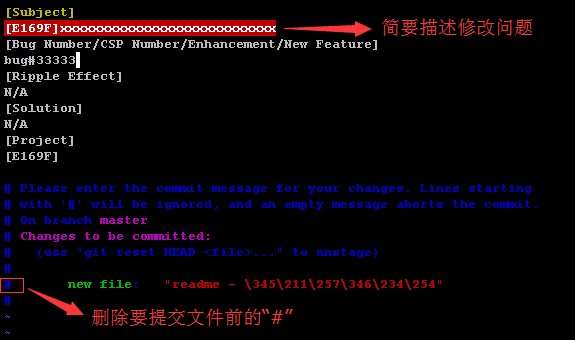 [Subject]
[E169F]xxxxxxxxxxxxxxxxxxxxxxxxxxx
简要描述修改问题
[Bug Number/CSP Number/Enhancement/New Feature]
bug#33333
[Ripple Effect]
N/A
[Solution]
N/A
[Project]
[E169F]
# Please enter the commit message for your changes. Lines starting
# with '#' will be ignored, and an empty message aborts the commit.
# On branch master
# Changes to be committed:
#   (use "git reset HEAD <file>..." to unstage)
#
#       new file:   "readme - \345\211\257\346\234\254"
#
删除要提交文件前的“#”
~
~